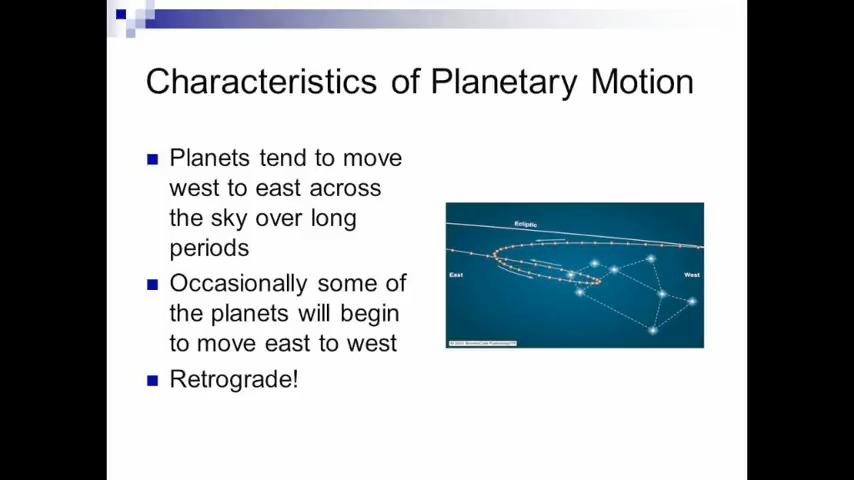 Characteristics of Planetary Motion
Planets tend to move
west to east across
the sky over long
periods
Occasionally some of
the planets will begin
to move east to west
Retrograde!
Ecliptic
East
West